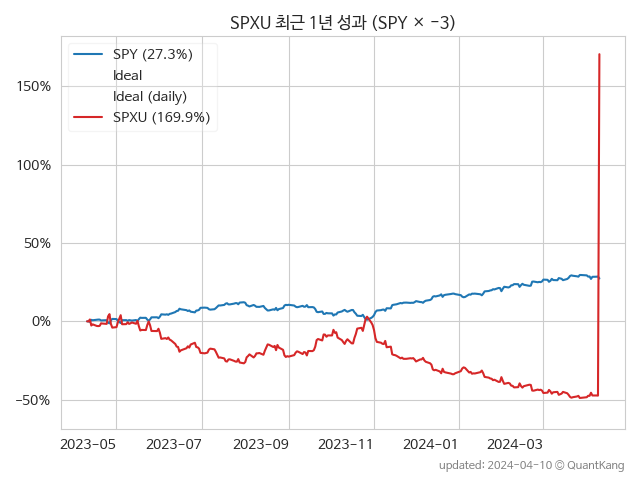 SPXU 최근 1년 성과 (SPY × −3)
SPY (27.3%)
Ideal
Ideal (daily)
SPXU (169.9%)
150%
100%
50%
0%
−50%
2023-05 2023-07 2023-09 2023-11 2024-01 2024-03
updated: 2024-04-10 © QuantKang